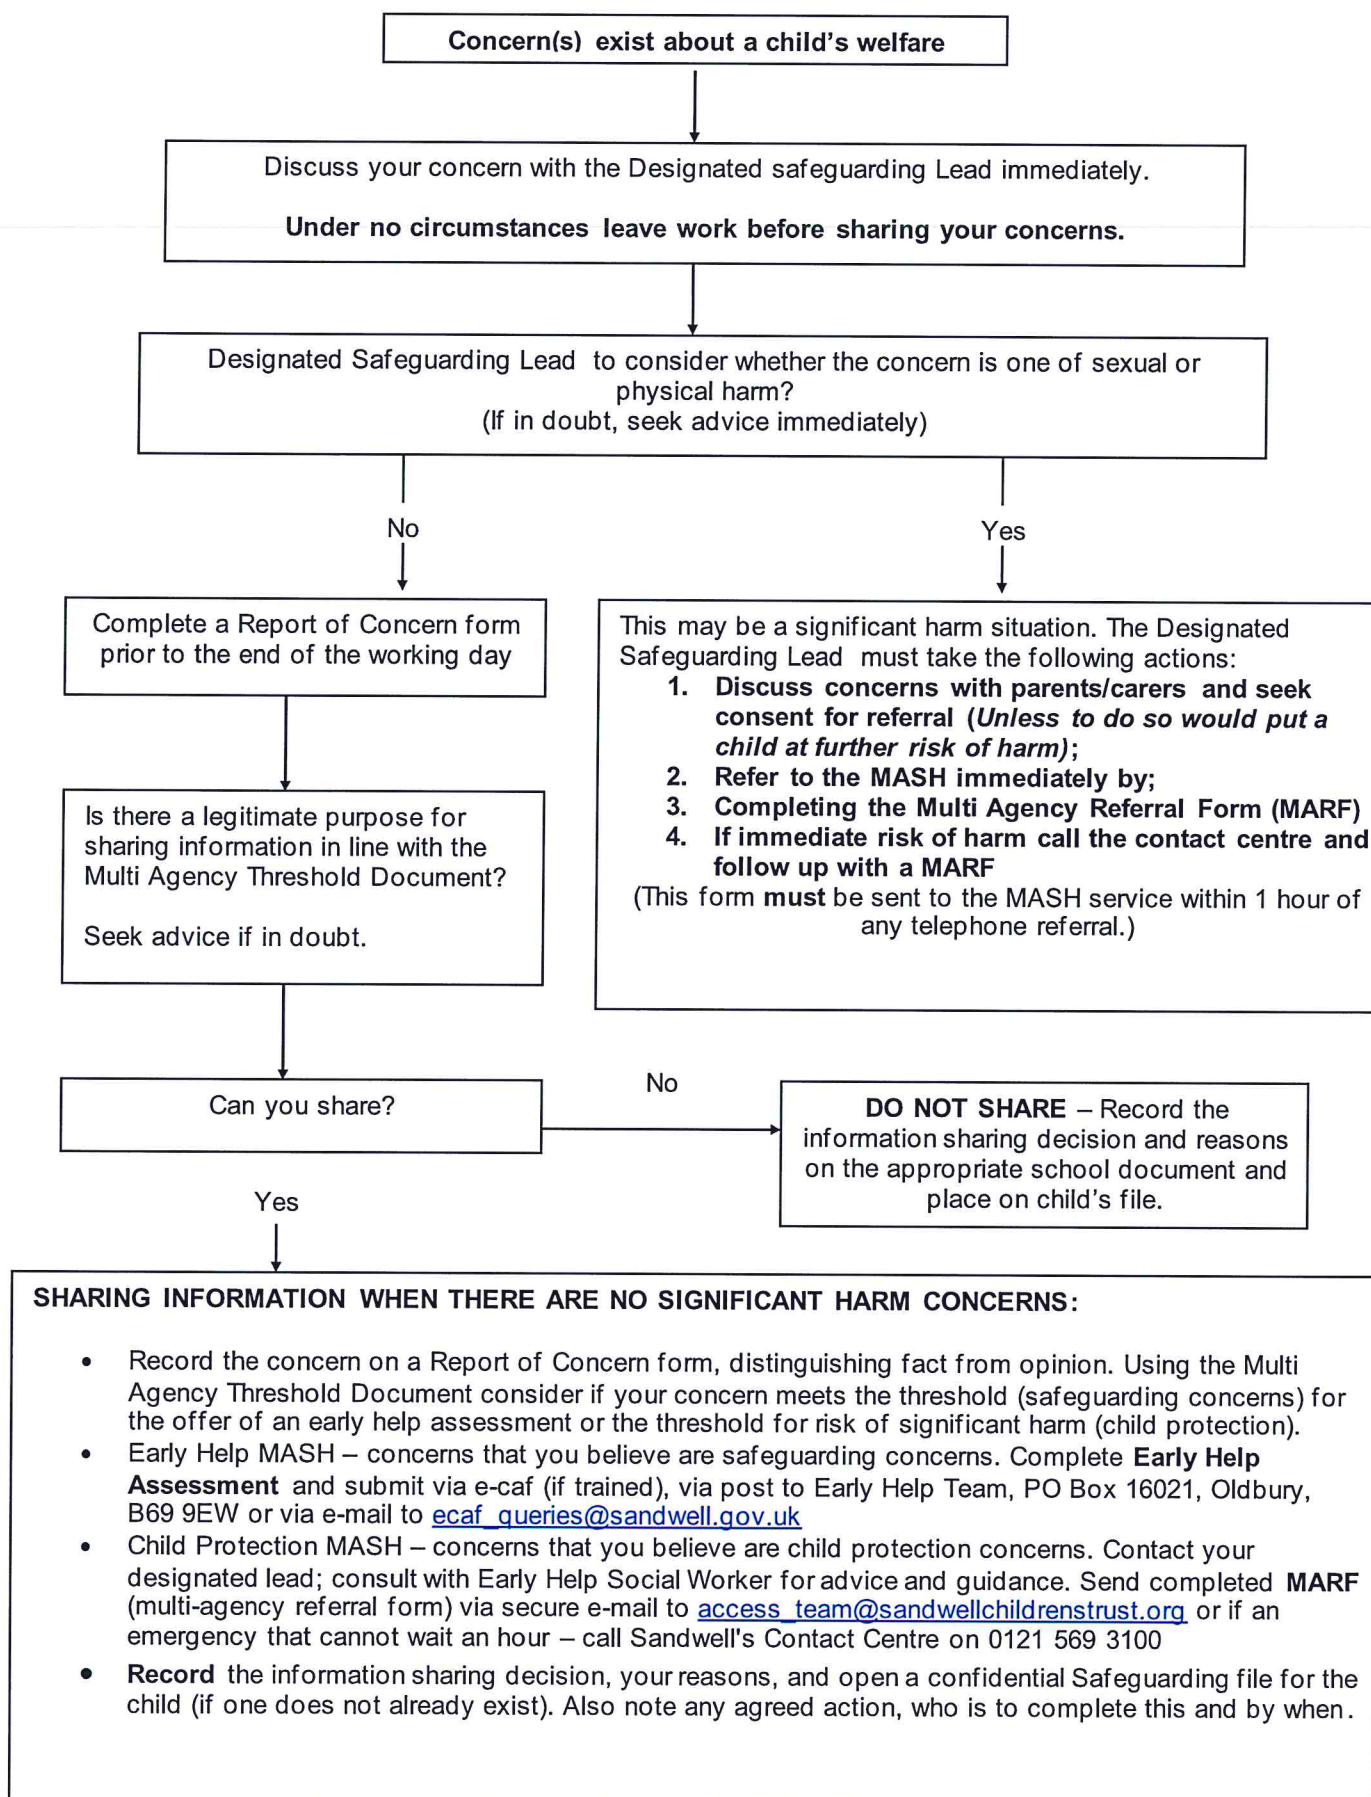 Concern(s) exist about a child's welfare
Discuss your concern with the Designated safeguarding Lead immediately.
Under no circumstances leave work before sharing your concerns.
Designated Safeguarding Lead to consider whether the concern is one of sexual or
physical harm?
(If in doubt, seek advice immediately)
No
Yes
Complete a Report of Concern form
prior to the end of the working day
This may be a significant harm situation. The Designated
Safeguarding Lead must take the following actions:
1. Discuss concerns with parents/carers and seek
consent for referral (Unless to do so would put a
child at further risk of harm);
2. Refer to the MASH immediately by;
3. Completing the Multi Agency Referral Form (MARF)
4. If immediate risk of harm call the contact centre and
follow up with a MARF
(This form must be sent to the MASH service within 1 hour of
any telephone referral.)
Is there a legitimate purpose for
sharing information in line with the
Multi Agency Threshold Document?
Seek advice if in doubt.
Can you share?
No
DO NOT SHARE – Record the
information sharing decision and reasons
on the appropriate school document and
place on child's file.
Yes
SHARING INFORMATION WHEN THERE ARE NO SIGNIFICANT HARM CONCERNS:
• Record the concern on a Report of Concern form, distinguishing fact from opinion. Using the Multi
Agency Threshold Document consider if your concern meets the threshold (safeguarding concerns) for
the offer of an early help assessment or the threshold for risk of significant harm (child protection).
• Early Help MASH – concerns that you believe are safeguarding concerns. Complete Early Help
Assessment and submit via e-caf (if trained), via post to Early Help Team, PO Box 16021, Oldbury,
B69 9EW or via e-mail to ecaf_queries@sandwell.gov.uk
• Child Protection MASH – concerns that you believe are child protection concerns. Contact your
designated lead; consult with Early Help Social Worker for advice and guidance. Send completed MARF
(multi-agency referral form) via secure e-mail to access_team@sandwellchildrenstrust.org or if an
emergency that cannot wait an hour – call Sandwell's Contact Centre on 0121 569 3100
• Record the information sharing decision, your reasons, and open a confidential Safeguarding file for the
child (if one does not already exist). Also note any agreed action, who is to complete this and by when.